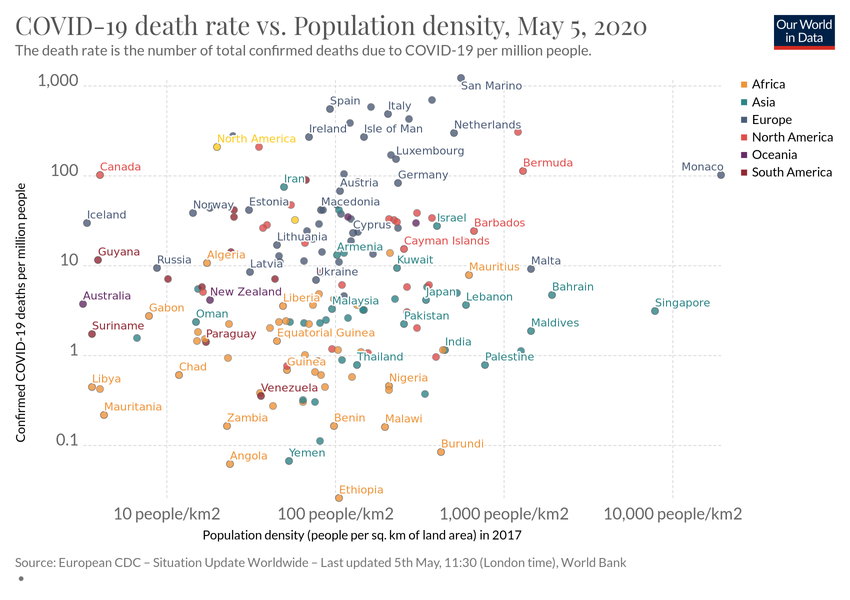 COVID-19 death rate vs. Population density, May 5, 2020
The death rate is the number of total confirmed deaths due to COVID-19 per million people.
Our World
in Data
1,000
100
10
1
0.1
Confirmed COVID-19 deaths per million people
San Marino
Spain
Italy
Ireland
Isle of Man
Netherlands
North America
Luxembourg
Canada
Bermuda
Monaco
Iran
Austria
Germany
Iceland
Norway
Estonia
Macedonia
Cyprus
Israel
Barbados
Lithuania
Armenia
Cayman Islands
Guyana
Russia
Algeria
Latvia
Ukraine
Kuwait
Mauritius
Malta
Australia
New Zealand
Liberia
Malaysia
Japan
Lebanon
Bahrain
Singapore
Gabon
Oman
Pakistan
Maldives
Suriname
Paraguay
Equatorial Guinea
India
Chad
Guinea
Thailand
Palestine
Libya
Venezuela
Nigeria
Mauritania
Zambia
Benin
Malawi
Angola
Yemen
Burundi
Ethiopia
Africa
Asia
Europe
North America
Oceania
South America
10 people/km2
100 people/km2
1,000 people/km2
10,000 people/km2
Population density (people per sq. km of land area) in 2017
Source: European CDC – Situation Update Worldwide – Last updated 5th May, 11:30 (London time), World Bank